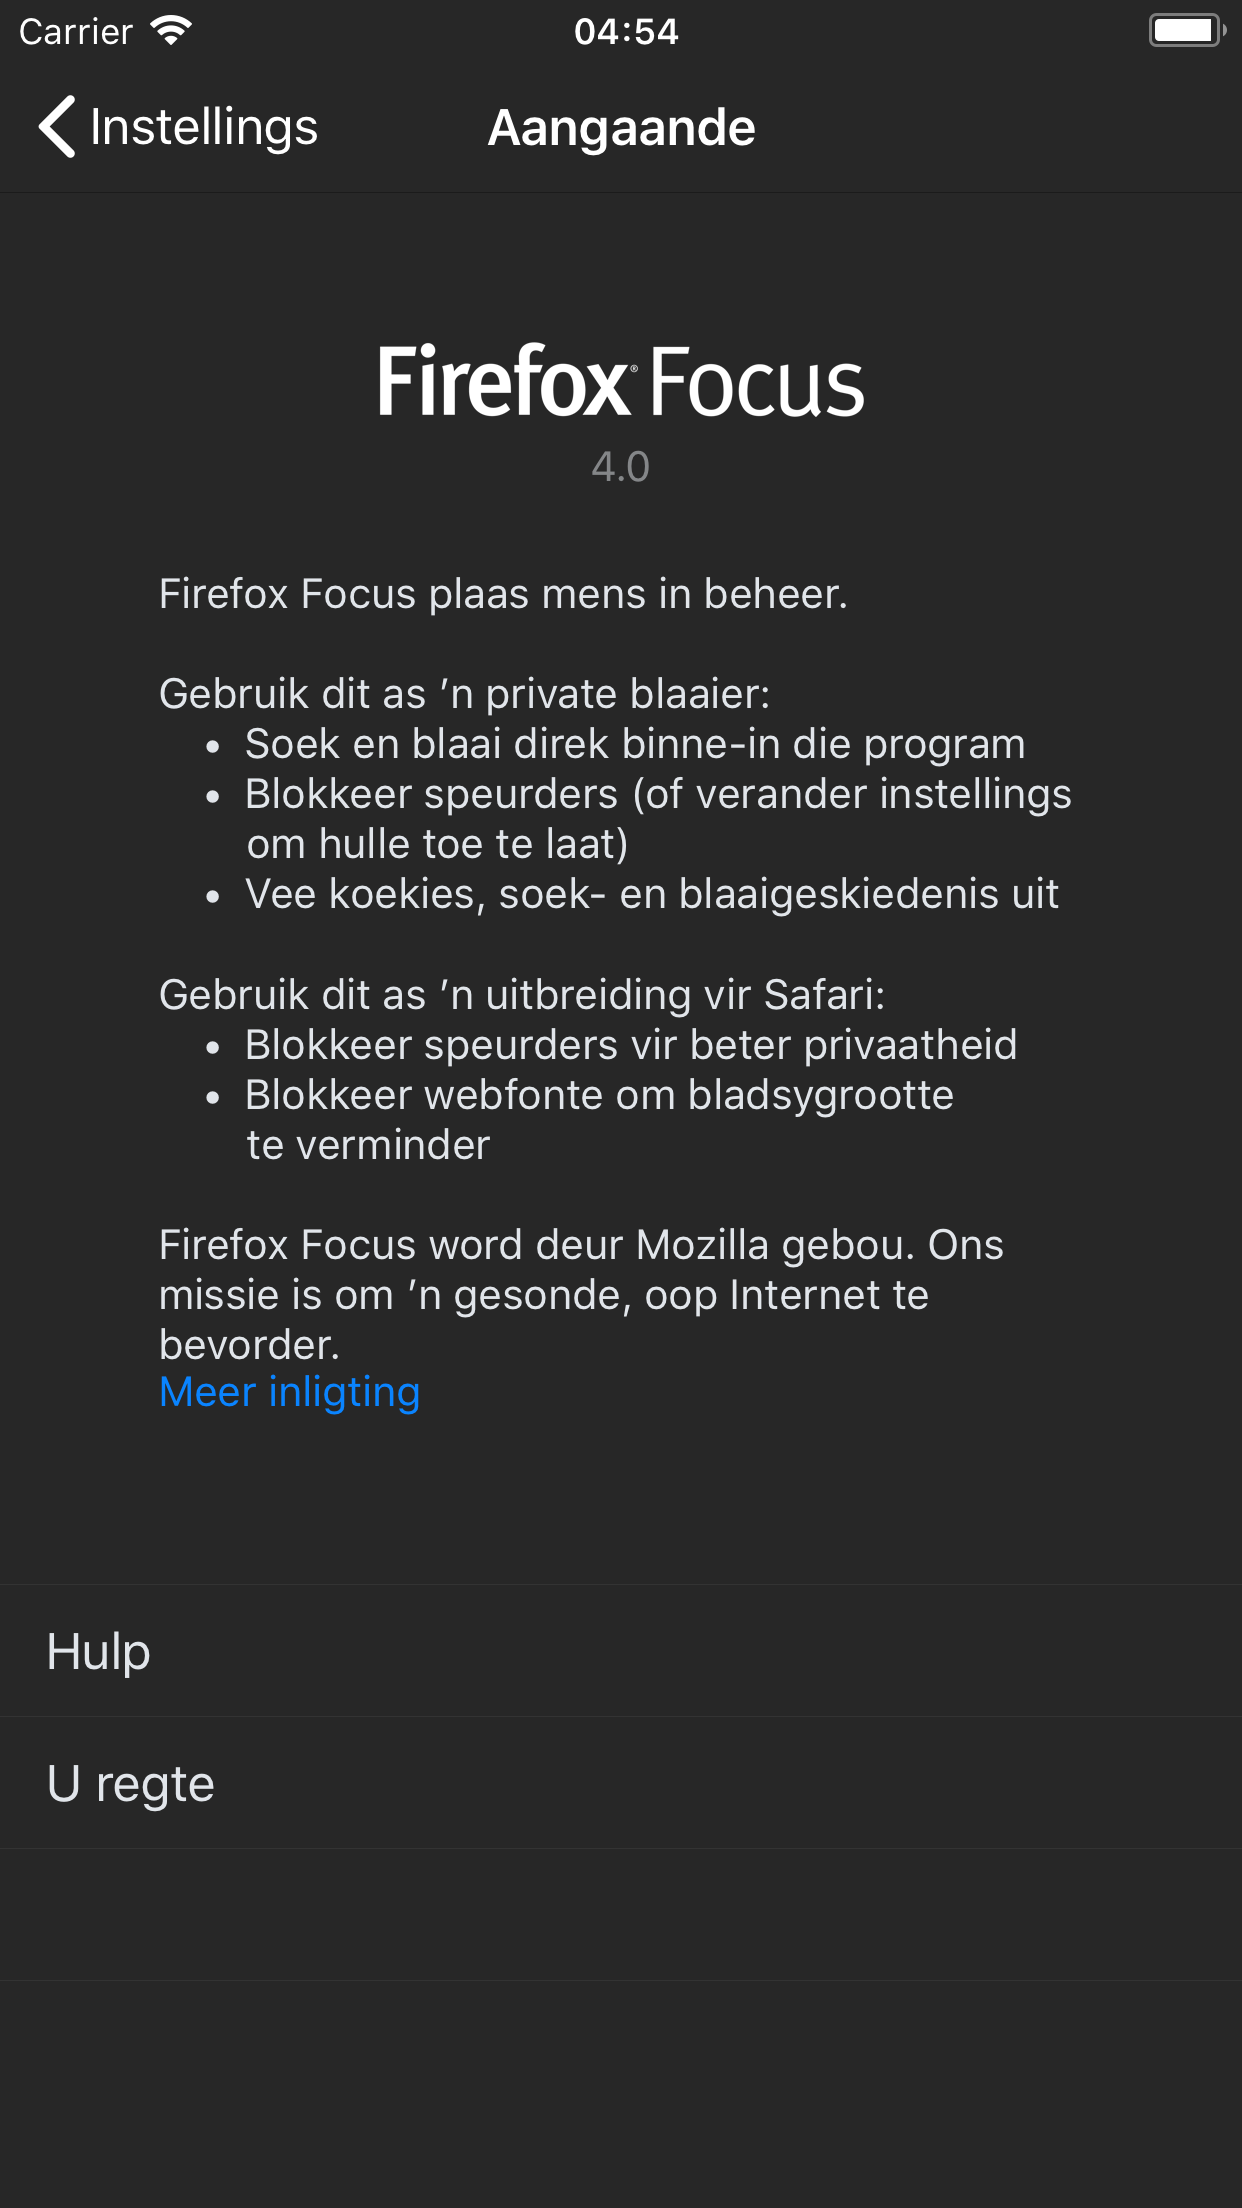 Carrier 04:54
Instellings Aangaande
Firefox® Focus
4.0
Firefox Focus plaas mens in beheer.
Gebruik dit as ’n private blaaier:
• Soek en blaai direk binne-in die program
• Blokkeer speurders (of verander instellings
om hulle toe te laat)
• Vee koekies, soek- en blaaigeskiedenis uit
Gebruik dit as ’n uitbreiding vir Safari:
• Blokkeer speurders vir beter privaatheid
• Blokkeer webfonte om bladsygrootte
te verminder
Firefox Focus word deur Mozilla gebou. Ons
missie is om ’n gesonde, oop Internet te
bevorder.
Meer inligting
Hulp
U regte